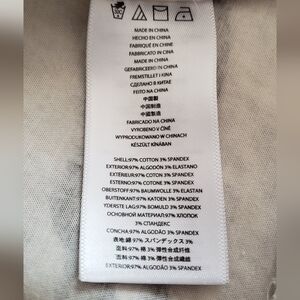 MADE IN CHINA
HECHO EN CHINA
FABRIQUÉ EN CHINE
FABBRICATO IN CINA
MADE IN CHINA
GEFABRICEERD IN CHINA
FREMSTILLET I KINA
СДЕЛАНО В КИТАЕ
FEITO NA CHINA
中国製
中国制造
中國製造
FABRICADO NA CHINA
VYROBENO V ČÍNĚ
WYPRODUKOWANO W CHINACH
KÉSZÜLT KÍNÁBAN
SHELL:97% COTTON 3% SPANDEX
EXTERIOR:97% ALGODÓN 3% ELASTANO
EXTÉRIEUR:97% COTON 3% SPANDEX
ESTERNO:97% COTONE 3% SPANDEX
OBERSTOFF:97% BAUMWOLLE 3% ELASTAN
BUITENKANT:97% KATOEN 3% SPANDEX
YDERSTE LAG:97% BOMULD 3% SPANDEX
ОСНОВНОЙ МАТЕРИАЛ:97% ХЛОПОК
3% СПАНДЕКС
CONCHA:97% ALGODÃO 3% SPANDEX
表地:綿 97% スパンデックス 3%
面料:97% 棉 3% 弹性合成纤维
面料:97% 棉 3% 彈性合成纖維
EXTERIOR:97% ALGODÃO 3% SPANDEX